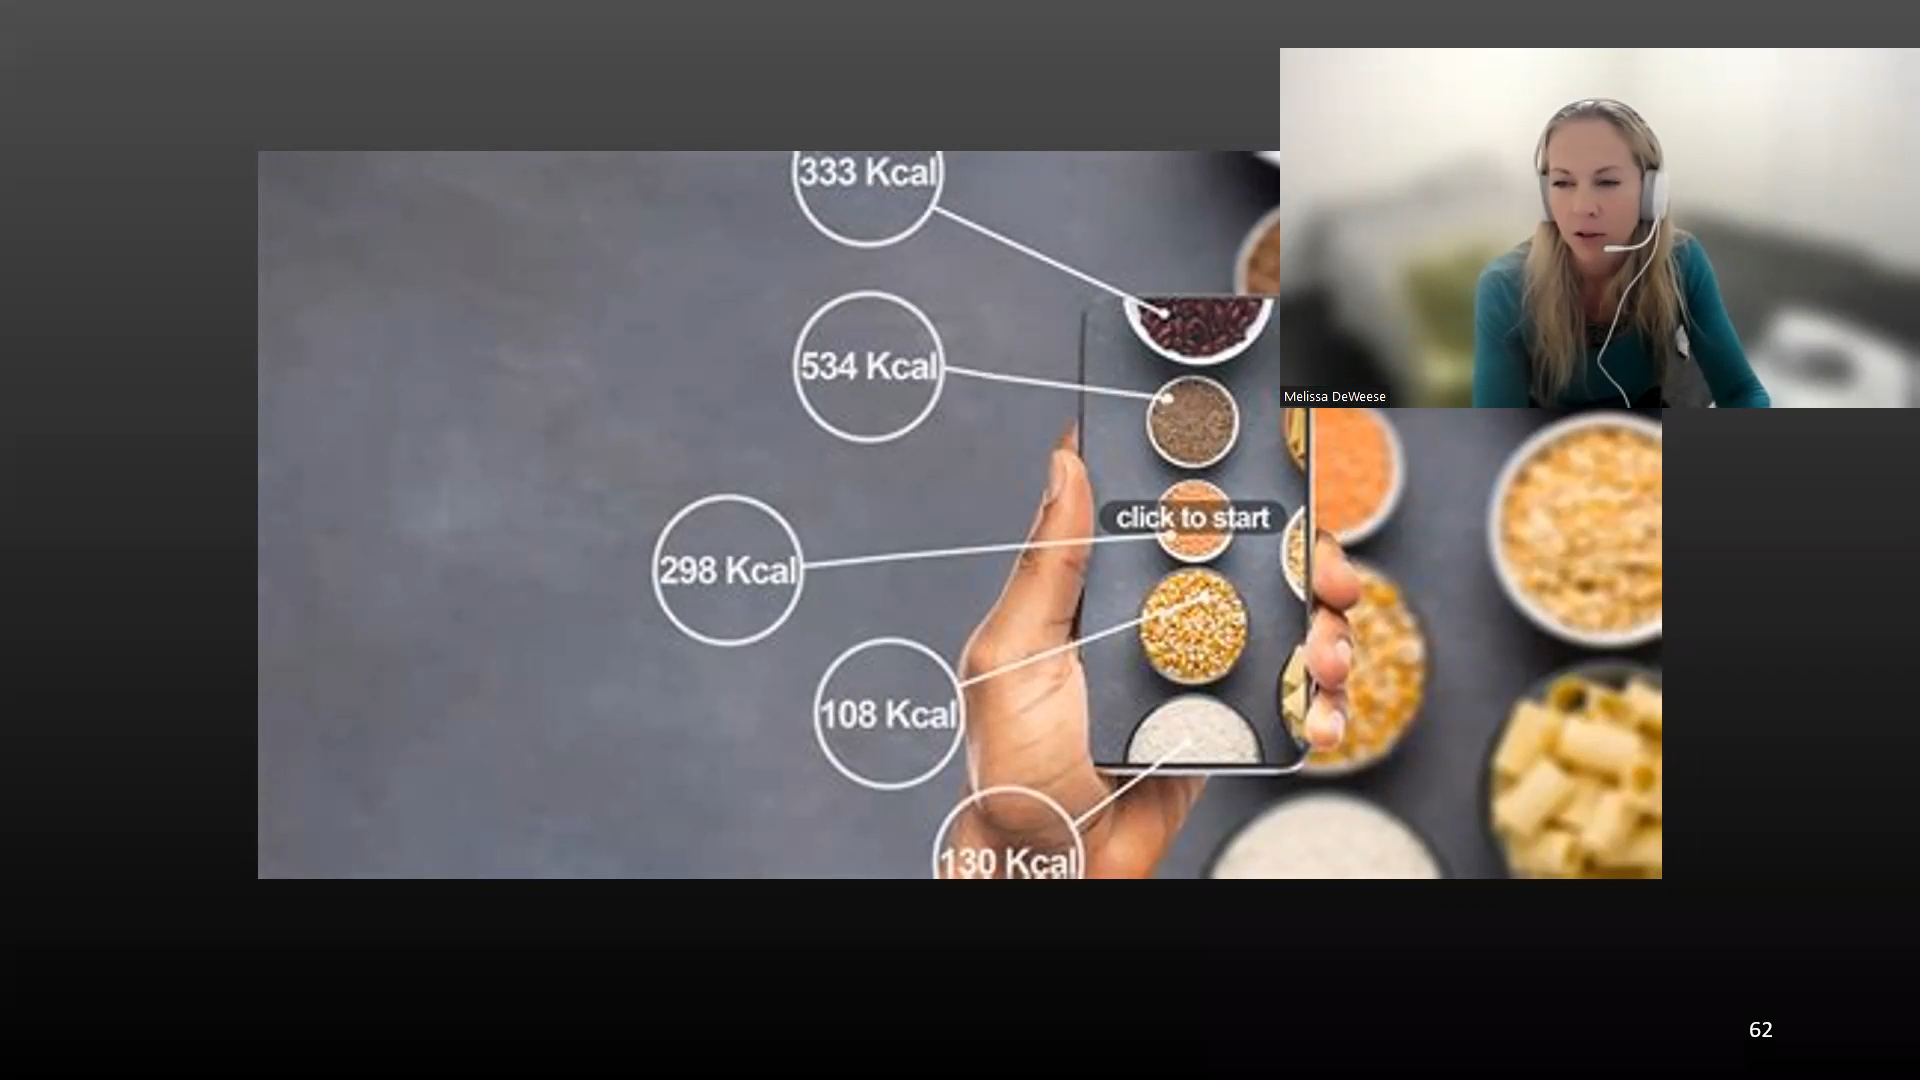 333 Kcal
534 Kcal
Melissa DeWeese
click to start
298 Kcal
108 Kcal
130 Kcal
62